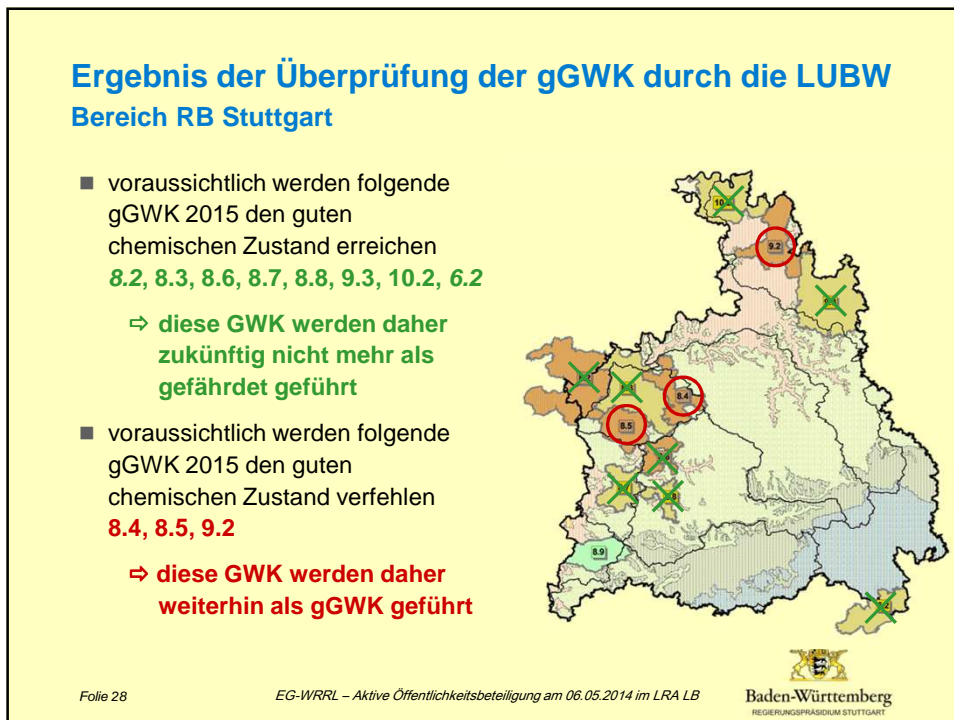 Ergebnis der Überprüfung der gGWK durch die LUBW
Bereich RB Stuttgart
■ voraussichtlich werden folgende
gGWK 2015 den guten
chemischen Zustand erreichen
8.2, 8.3, 8.6, 8.7, 8.8, 9.3, 10.2, 6.2
⇨ diese GWK werden daher
zukünftig nicht mehr als
gefährdet geführt
■ voraussichtlich werden folgende
gGWK 2015 den guten
chemischen Zustand verfehlen
8.4, 8.5, 9.2
⇨ diese GWK werden daher
weiterhin als gGWK geführt
9.2
8.4
8.5
8.9
Folie 28
EG-WRRL – Aktive Öffentlichkeitsbeteiligung am 06.05.2014 im LRA LB
Baden-Württemberg
REGIERUNGSPRÄSIDIUM STUTTGART